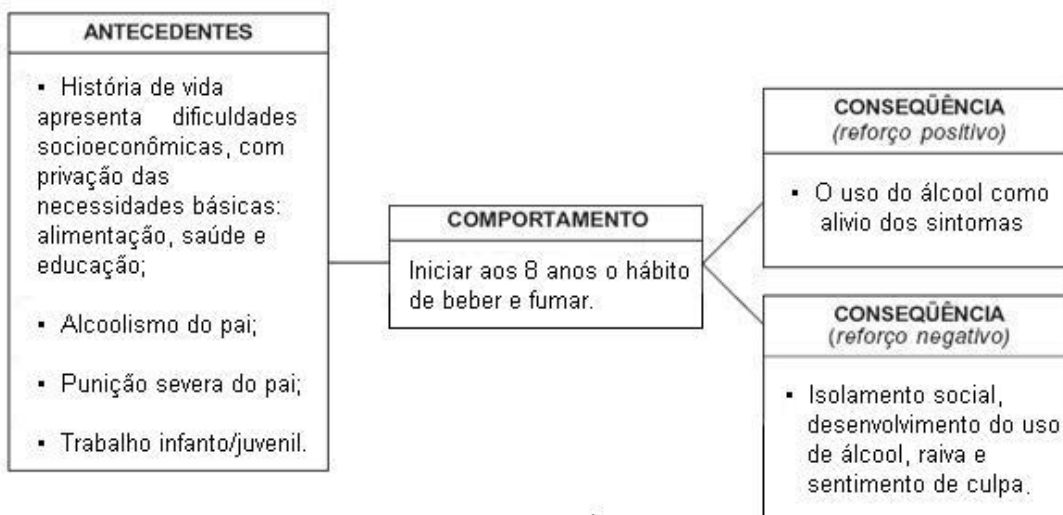 ANTECEDENTES
▪ História de vida
apresenta dificuldades
socioeconômicas, com
privação das
necessidades básicas:
alimentação, saúde e
educação;
▪ Alcoolismo do pai;
▪ Punição severa do pai;
▪ Trabalho infanto/juvenil.
COMPORTAMENTO
Iniciar aos 8 anos o hábito
de beber e fumar.
CONSEQÜÊNCIA
(reforço positivo)
▪ O uso do álcool como
alivio dos sintomas
CONSEQÜÊNCIA
(reforço negativo)
▪ Isolamento social,
desenvolvimento do uso
de álcool, raiva e
sentimento de culpa.